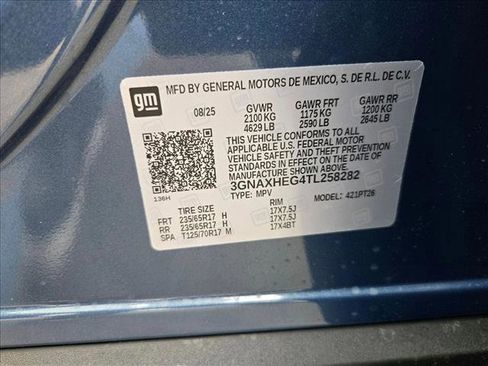 gm
MFD BY GENERAL MOTORS DE MEXICO, S. DE R.L. DE C.V.
08/25 GVWR GAWR FRT GAWR RR
2100 KG 1175 KG 1200 KG
4629 LB 2590 LB 2645 LB
THIS VEHICLE CONFORMS TO ALL
APPLICABLE U.S. FEDERAL MOTOR
VEHICLE SAFETY AND THEFT PREVENTION
STANDARDS IN EFFECT ON THE DATE OF
MANUFACTURE SHOWN ABOVE.
3GNAXHEG4TL258282
136H TYPE: MPV MODEL: 421PT26
TIRE SIZE RIM
FRT 235/65R17 H 17X7.5J
RR 235/65R17 H 17X7.5J
SPA T125/70R17 M 17X4BT